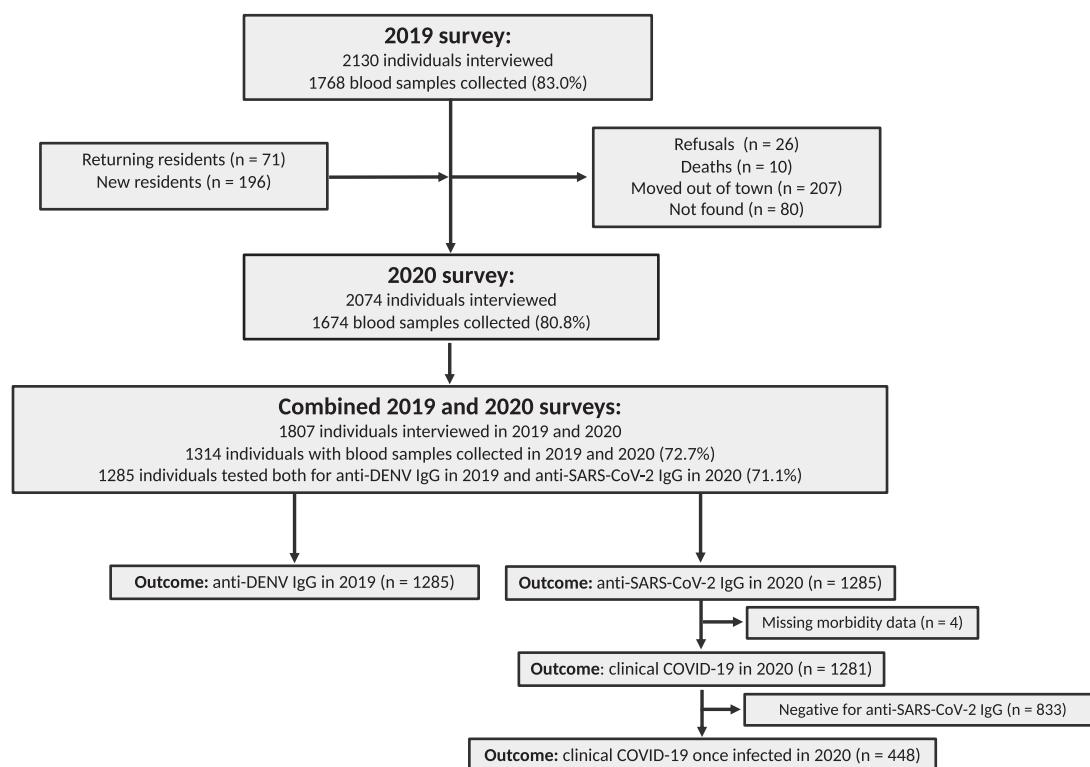 2019 survey:
2130 individuals interviewed
1768 blood samples collected (83.0%)
Returning residents (n = 71)
New residents (n = 196)
Refusals (n = 26)
Deaths (n = 10)
Moved out of town (n = 207)
Not found (n = 80)
2020 survey:
2074 individuals interviewed
1674 blood samples collected (80.8%)
Combined 2019 and 2020 surveys:
1807 individuals interviewed in 2019 and 2020
1314 individuals with blood samples collected in 2019 and 2020 (72.7%)
1285 individuals tested both for anti-DENV IgG in 2019 and anti-SARS-CoV-2 IgG in 2020 (71.1%)
Outcome: anti-DENV IgG in 2019 (n = 1285)
Outcome: anti-SARS-CoV-2 IgG in 2020 (n = 1285)
Missing morbidity data (n = 4)
Outcome: clinical COVID-19 in 2020 (n = 1281)
Negative for anti-SARS-CoV-2 IgG (n = 833)
Outcome: clinical COVID-19 once infected in 2020 (n = 448)